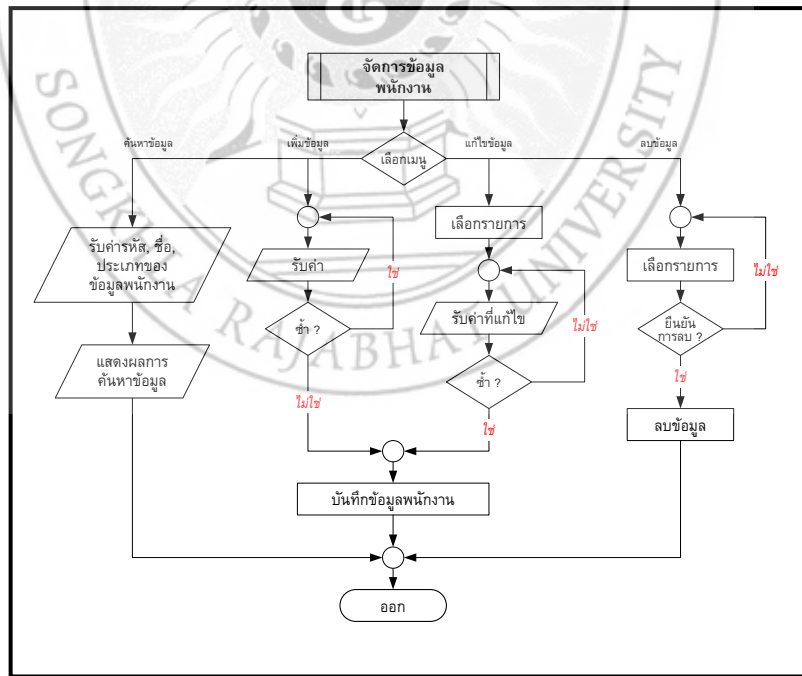 จัดการข้อมูล
พนักงาน
เลือกเมนู
ค้นหาข้อมูล
เพิ่มข้อมูล
แก้ไขข้อมูล
ลบข้อมูล
รับค่ารหัส, ชื่อ,
ประเภทของ
ข้อมูลพนักงาน
แสดงผลการ
ค้นหาข้อมูล
รับค่า
ใช่
ซ้ำ ?
ไม่ใช่
เลือกรายการ
รับค่าที่แก้ไข
ไม่ใช่
ซ้ำ ?
ใช่
เลือกรายการ
ไม่ใช่
ยืนยัน
การลบ ?
ใช่
ลบข้อมูล
บันทึกข้อมูลพนักงาน
ออก
SONGKHLA RAJABHAT UNIVERSITY